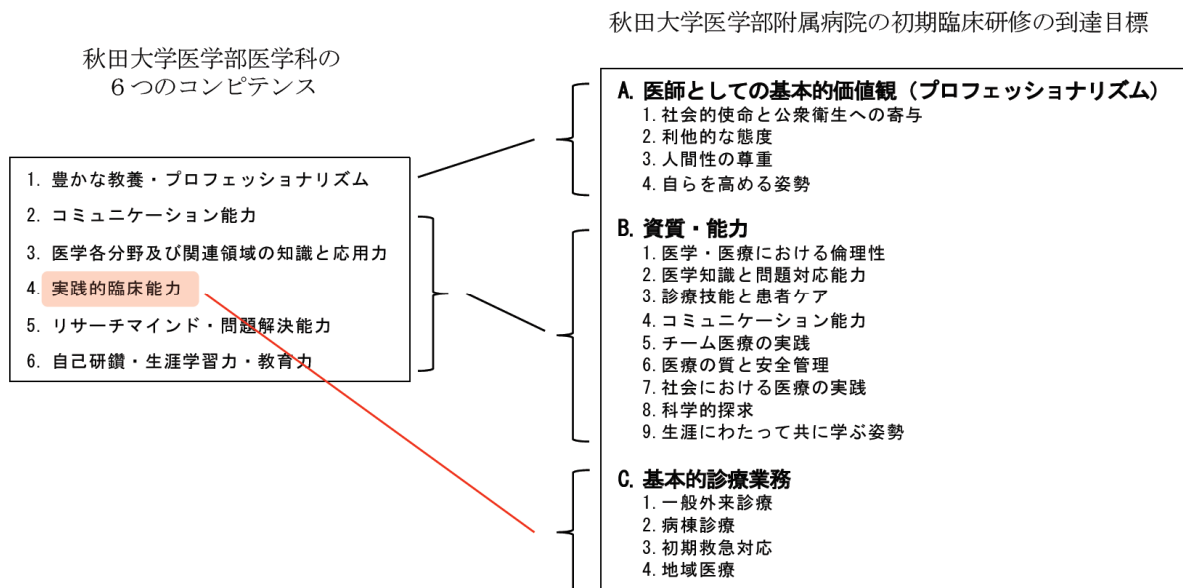 秋田大学医学部附属病院の初期臨床研修の到達目標
秋田大学医学部医学科の
６つのコンピテンス
1. 豊かな教養・プロフェッショナリズム
2. コミュニケーション能力
3. 医学各分野及び関連領域の知識と応用力
4. 実践的臨床能力
5. リサーチマインド・問題解決能力
6. 自己研鑽・生涯学習力・教育力
A. 医師としての基本的価値観（プロフェッショナリズム）
1. 社会的使命と公衆衛生への寄与
2. 利他的な態度
3. 人間性の尊重
4. 自らを高める姿勢
B. 資質・能力
1. 医学・医療における倫理性
2. 医学知識と問題対応能力
3. 診療技能と患者ケア
4. コミュニケーション能力
5. チーム医療の実践
6. 医療の質と安全管理
7. 社会における医療の実践
8. 科学的探求
9. 生涯にわたって共に学ぶ姿勢
C. 基本的診療業務
1. 一般外来診療
2. 病棟診療
3. 初期救急対応
4. 地域医療